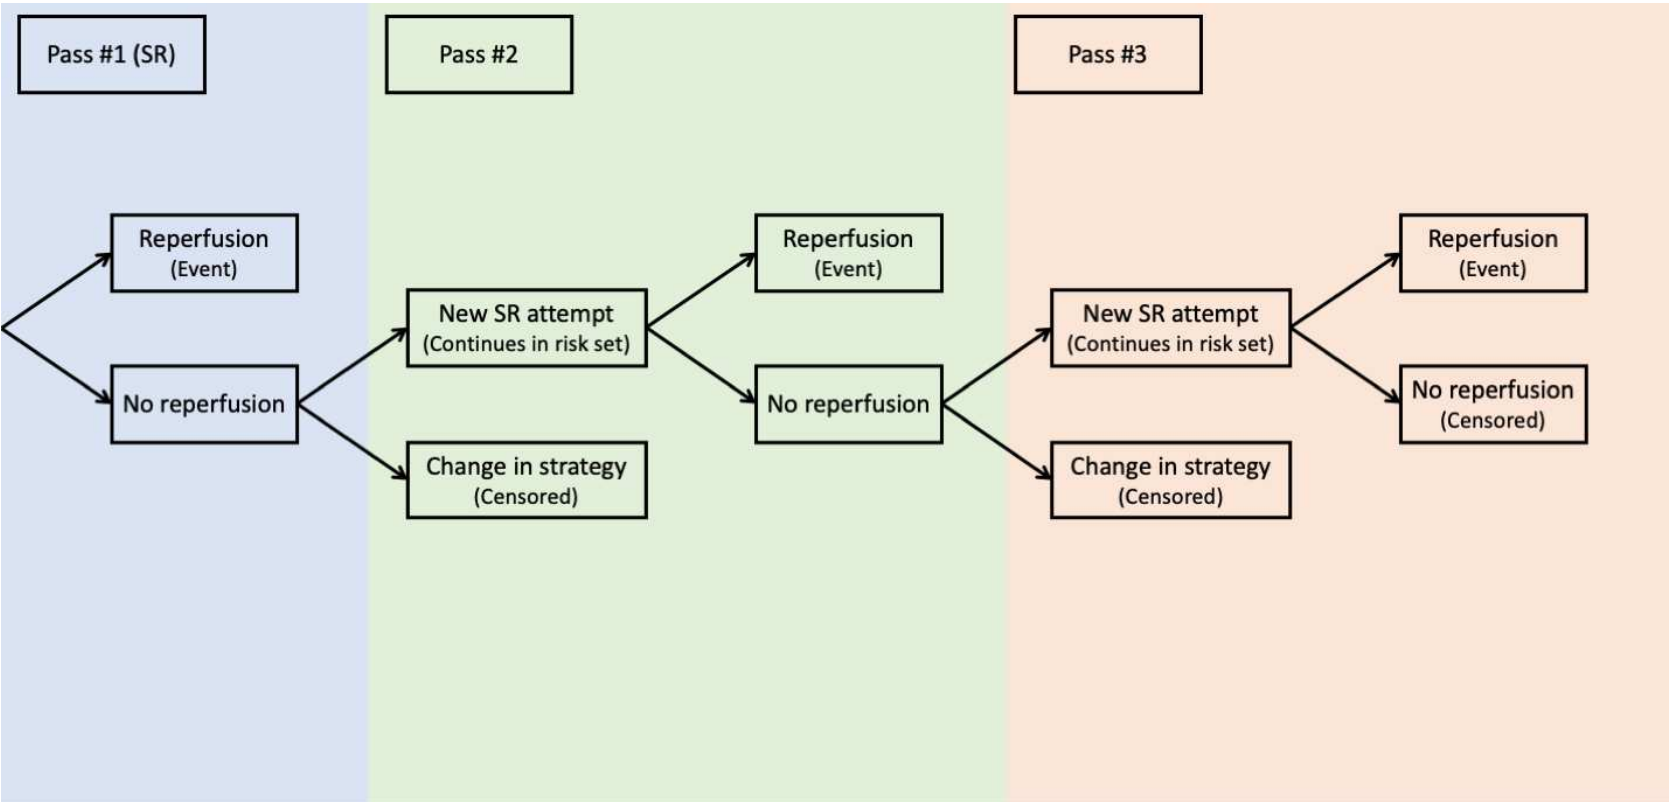 Pass #1 (SR)
Reperfusion
(Event)
No reperfusion
Pass #2
New SR attempt
(Continues in risk set)
Change in strategy
(Censored)
Reperfusion
(Event)
No reperfusion
Pass #3
New SR attempt
(Continues in risk set)
Change in strategy
(Censored)
Reperfusion
(Event)
No reperfusion
(Censored)